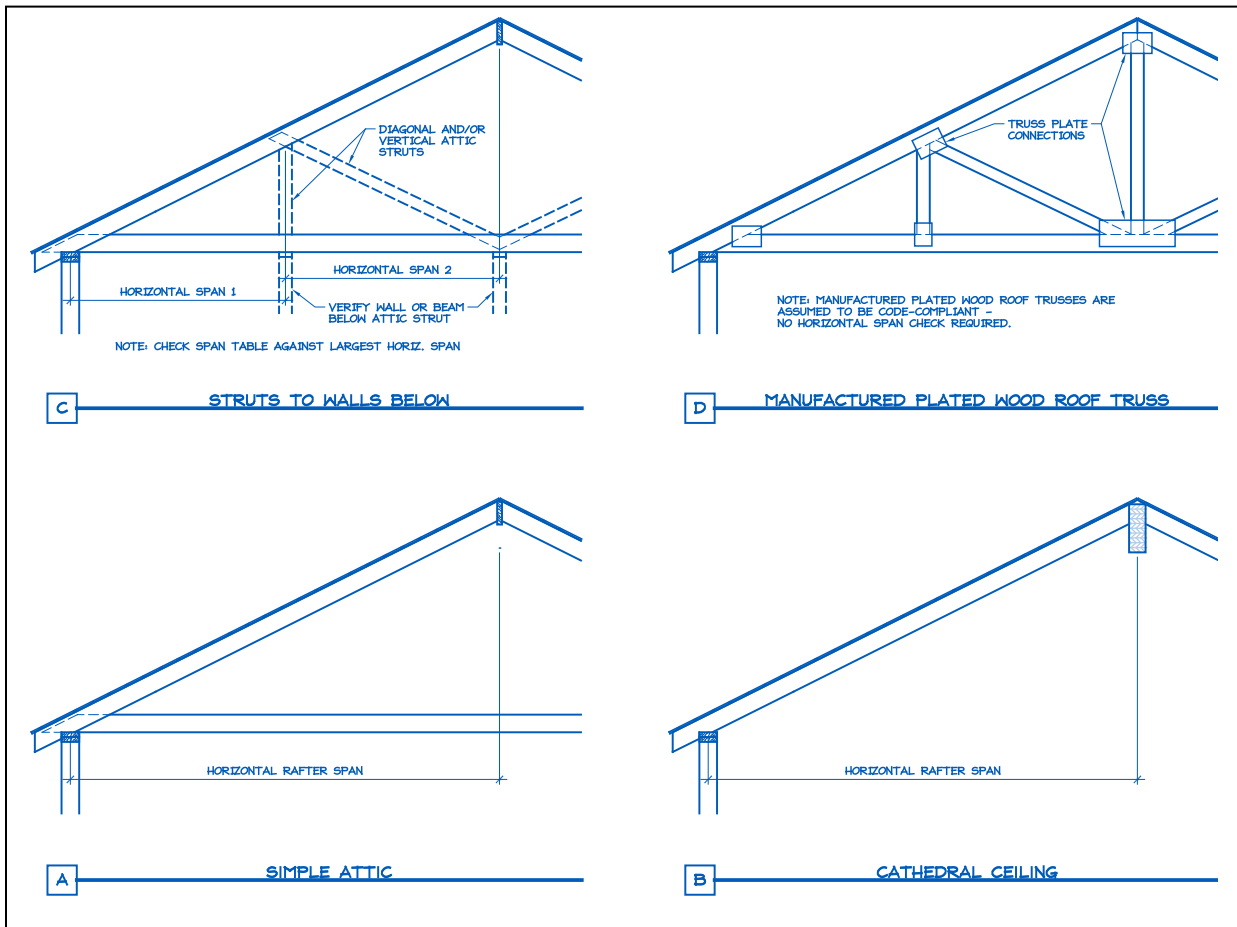 DIAGONAL AND/OR
VERTICAL ATTIC
STRUTS
HORIZONTAL SPAN 2
HORIZONTAL SPAN 1
VERIFY WALL OR BEAM
BELOW ATTIC STRUT
NOTE: CHECK SPAN TABLE AGAINST LARGEST HORIZ. SPAN
C
STRUTS TO WALLS BELOW
TRUSS PLATE
CONNECTIONS
NOTE: MANUFACTURED PLATED WOOD ROOF TRUSSES ARE
ASSUMED TO BE CODE-COMPLIANT -
NO HORIZONTAL SPAN CHECK REQUIRED.
D
MANUFACTURED PLATED WOOD ROOF TRUSS
HORIZONTAL RAFTER SPAN
A
SIMPLE ATTIC
HORIZONTAL RAFTER SPAN
B
CATHEDRAL CEILING